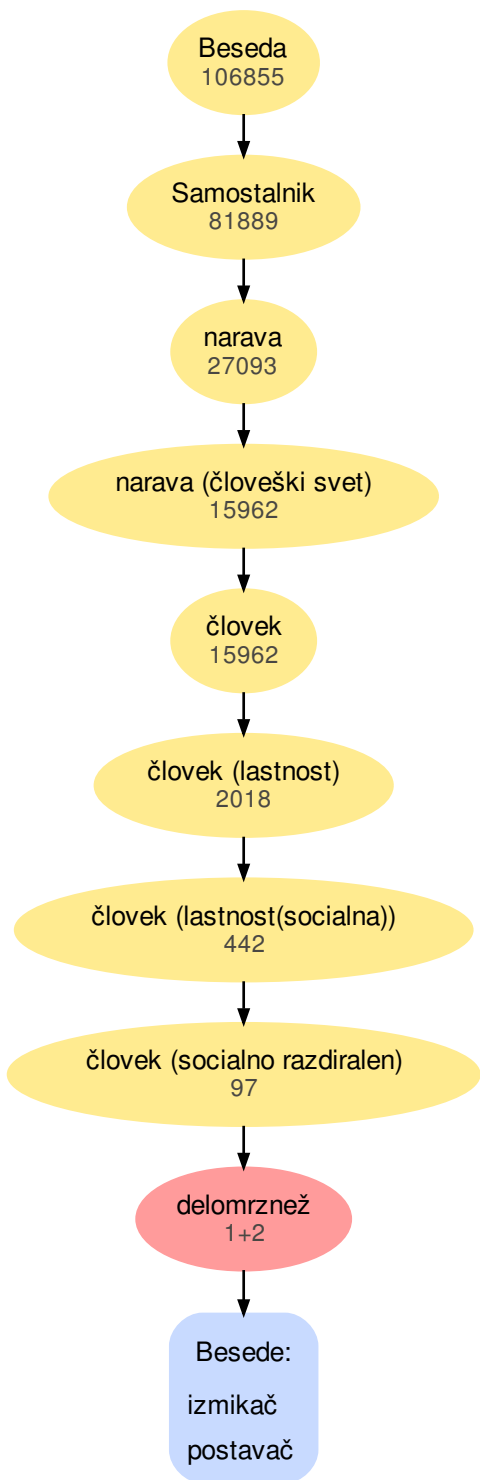 Beseda
106855
Samostalnik
81889
narava
27093
narava (človeški svet)
15962
človek
15962
človek (lastnost)
2018
človek (lastnost(socialna))
442
človek (socialno razdiralen)
97
delomrznež
1+2
Besede:
izmikač
postavač